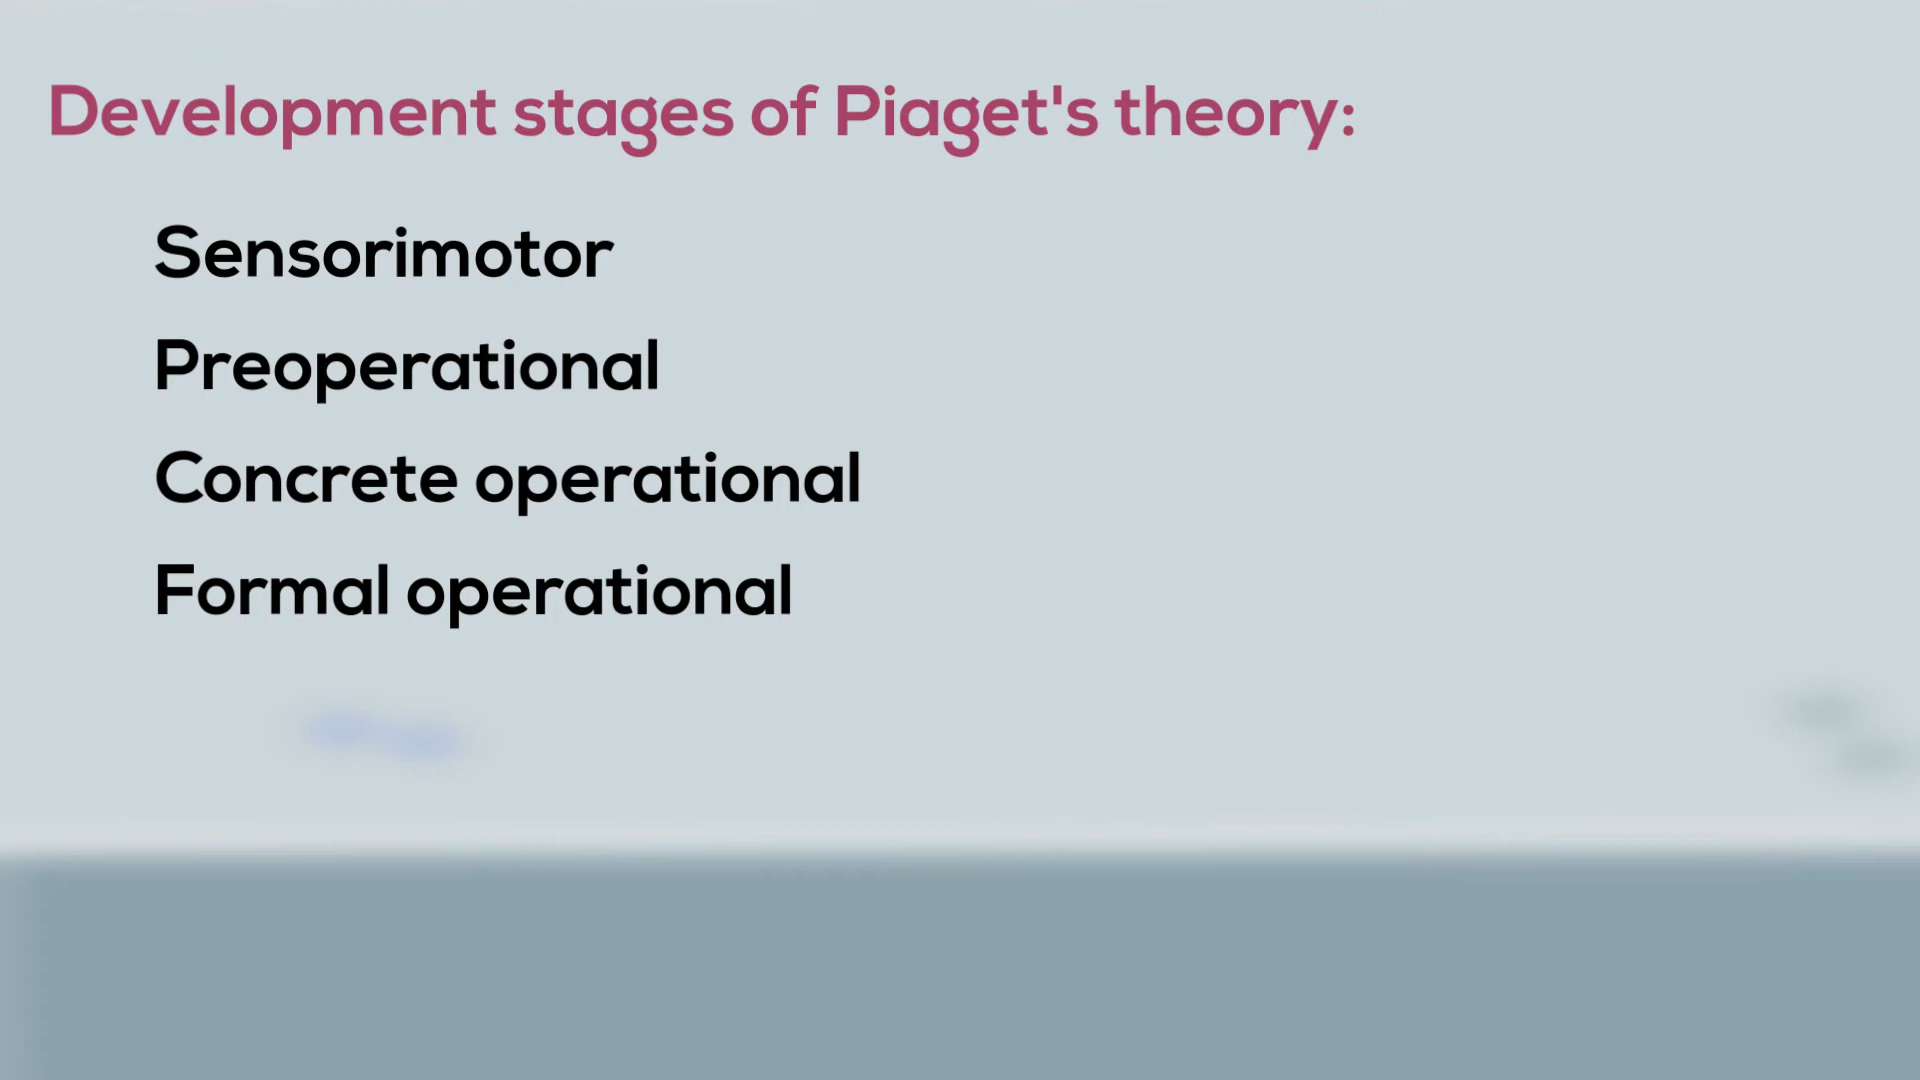 Development stages of Piaget's theory:
Sensorimotor
Preoperational
Concrete operational
Formal operational